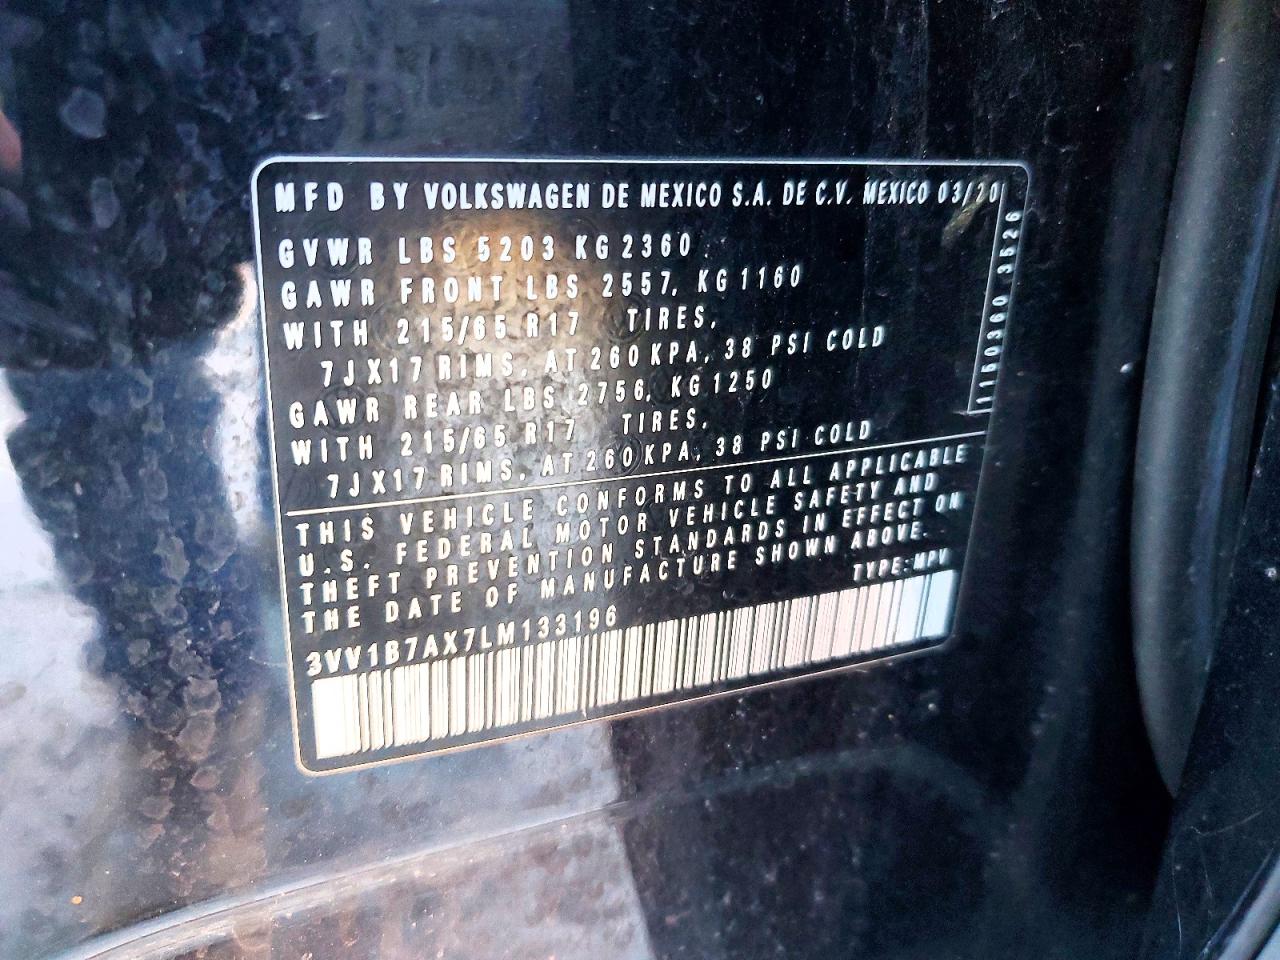 MFD BY VOLKSWAGEN DE MEXICO S.A. DE C.V. MEXICO 03/20
GVWR LBS 5203 KG 2360
GAWR FRONT LBS 2557, KG 1160
WITH 215/65 R17 TIRES,
7JX17 RIMS, AT 260 KPA, 38 PSI COLD
GAWR REAR LBS 2756, KG 1250
WITH 215/65 R17 TIRES,
7JX17 RIMS, AT 260 KPA, 38 PSI COLD
THIS VEHICLE CONFORMS TO ALL APPLICABLE
U.S. FEDERAL MOTOR VEHICLE SAFETY AND
THEFT PREVENTION STANDARDS IN EFFECT ON
THE DATE OF MANUFACTURE SHOWN ABOVE.
TYPE: MPV
3VV1B7AX7LM133196
1150360 3526